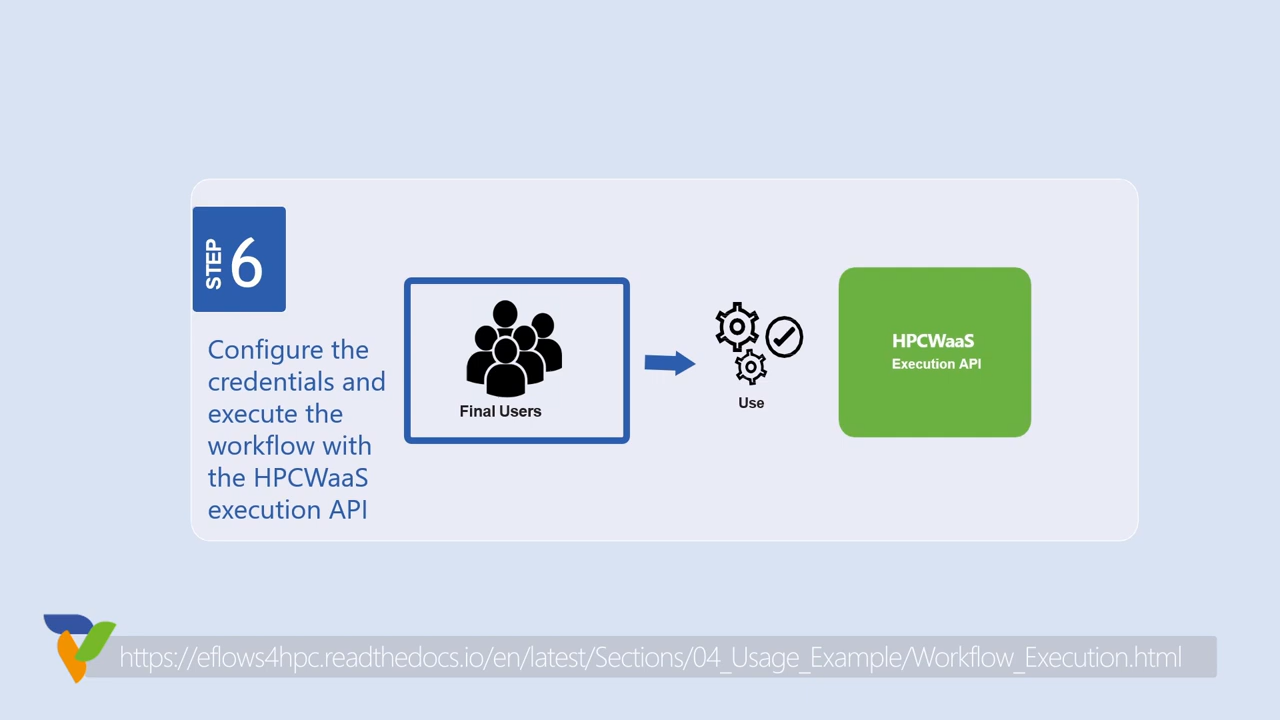 STEP 6
Configure the
credentials and
execute the
workflow with
the HPCWaaS
execution API
Final Users
Use
HPCWaaS
Execution API
https://eflows4hpc.readthedocs.io/en/latest/Sections/04_Usage_Example/Workflow_Execution.html